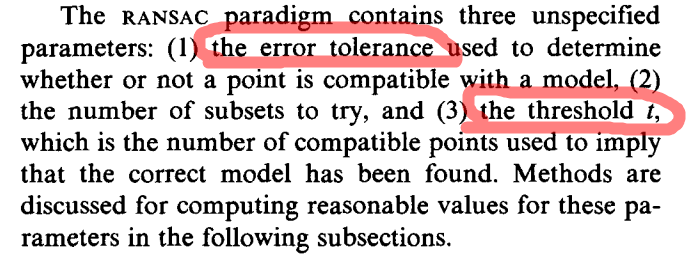 The RANSAC paradigm contains three unspecified
parameters: (1) the error tolerance used to determine
whether or not a point is compatible with a model, (2)
the number of subsets to try, and (3) the threshold t,
which is the number of compatible points used to imply
that the correct model has been found. Methods are
discussed for computing reasonable values for these pa-
rameters in the following subsections.